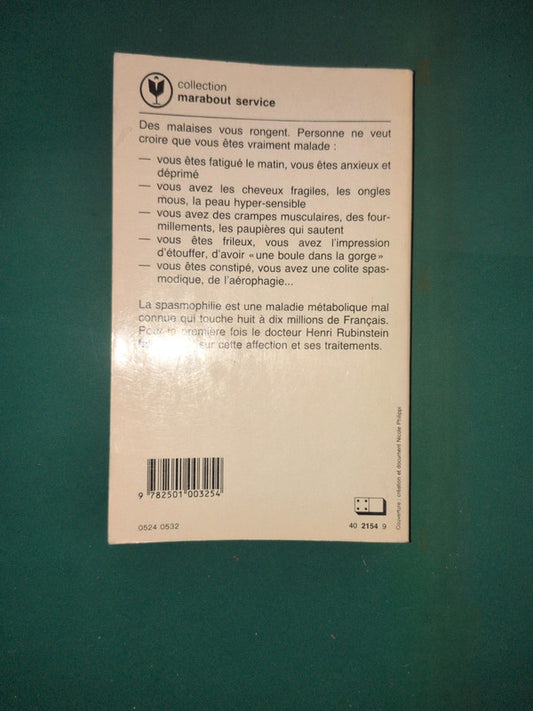 collection
marabout service
Des malaises vous rongent. Personne ne veut
croire que vous êtes vraiment malade :
— vous êtes fatigué le matin, vous êtes anxieux et
déprimé
— vous avez les cheveux fragiles, les ongles
mous, la peau hyper-sensible
— vous avez des crampes musculaires, des four-
millements, les paupières qui sautent
— vous êtes frileux, vous avez l'impression
d'étouffer, d'avoir « une boule dans la gorge »
— vous êtes constipé, vous avez une colite spas-
modique, de l'aérophagie...
La spasmophilie est une maladie métabolique mal
connue qui touche huit à dix millions de Français.
Pour la première fois le docteur Henri Rubinstein
sur cette affection et ses traitements.
9 782501 003254
0524 0532
40 2154 9
Couverture : création et document Nicole Philippi